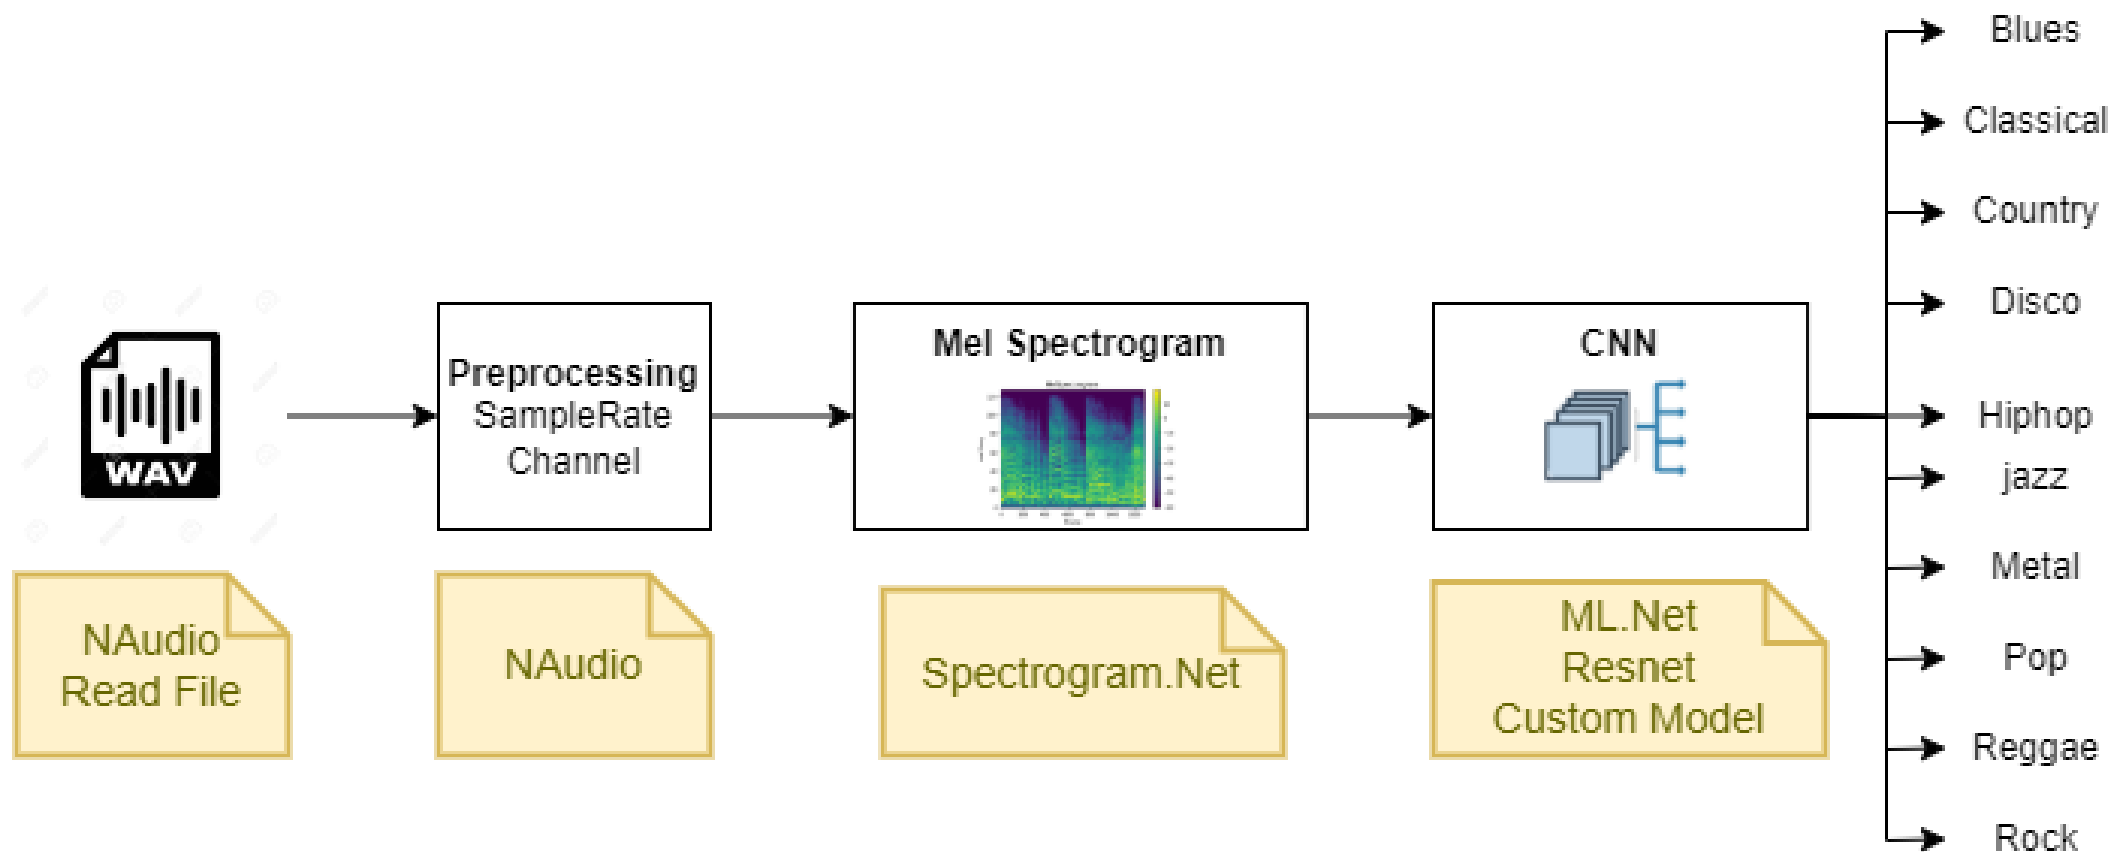 WAV
NAudio
Read File
Preprocessing
SampleRate
Channel
NAudio
Mel Spectrogram
Spectrogram.Net
CNN
ML.Net
Resnet
Custom Model
Blues
Classical
Country
Disco
Hiphop
jazz
Metal
Pop
Reggae
Rock